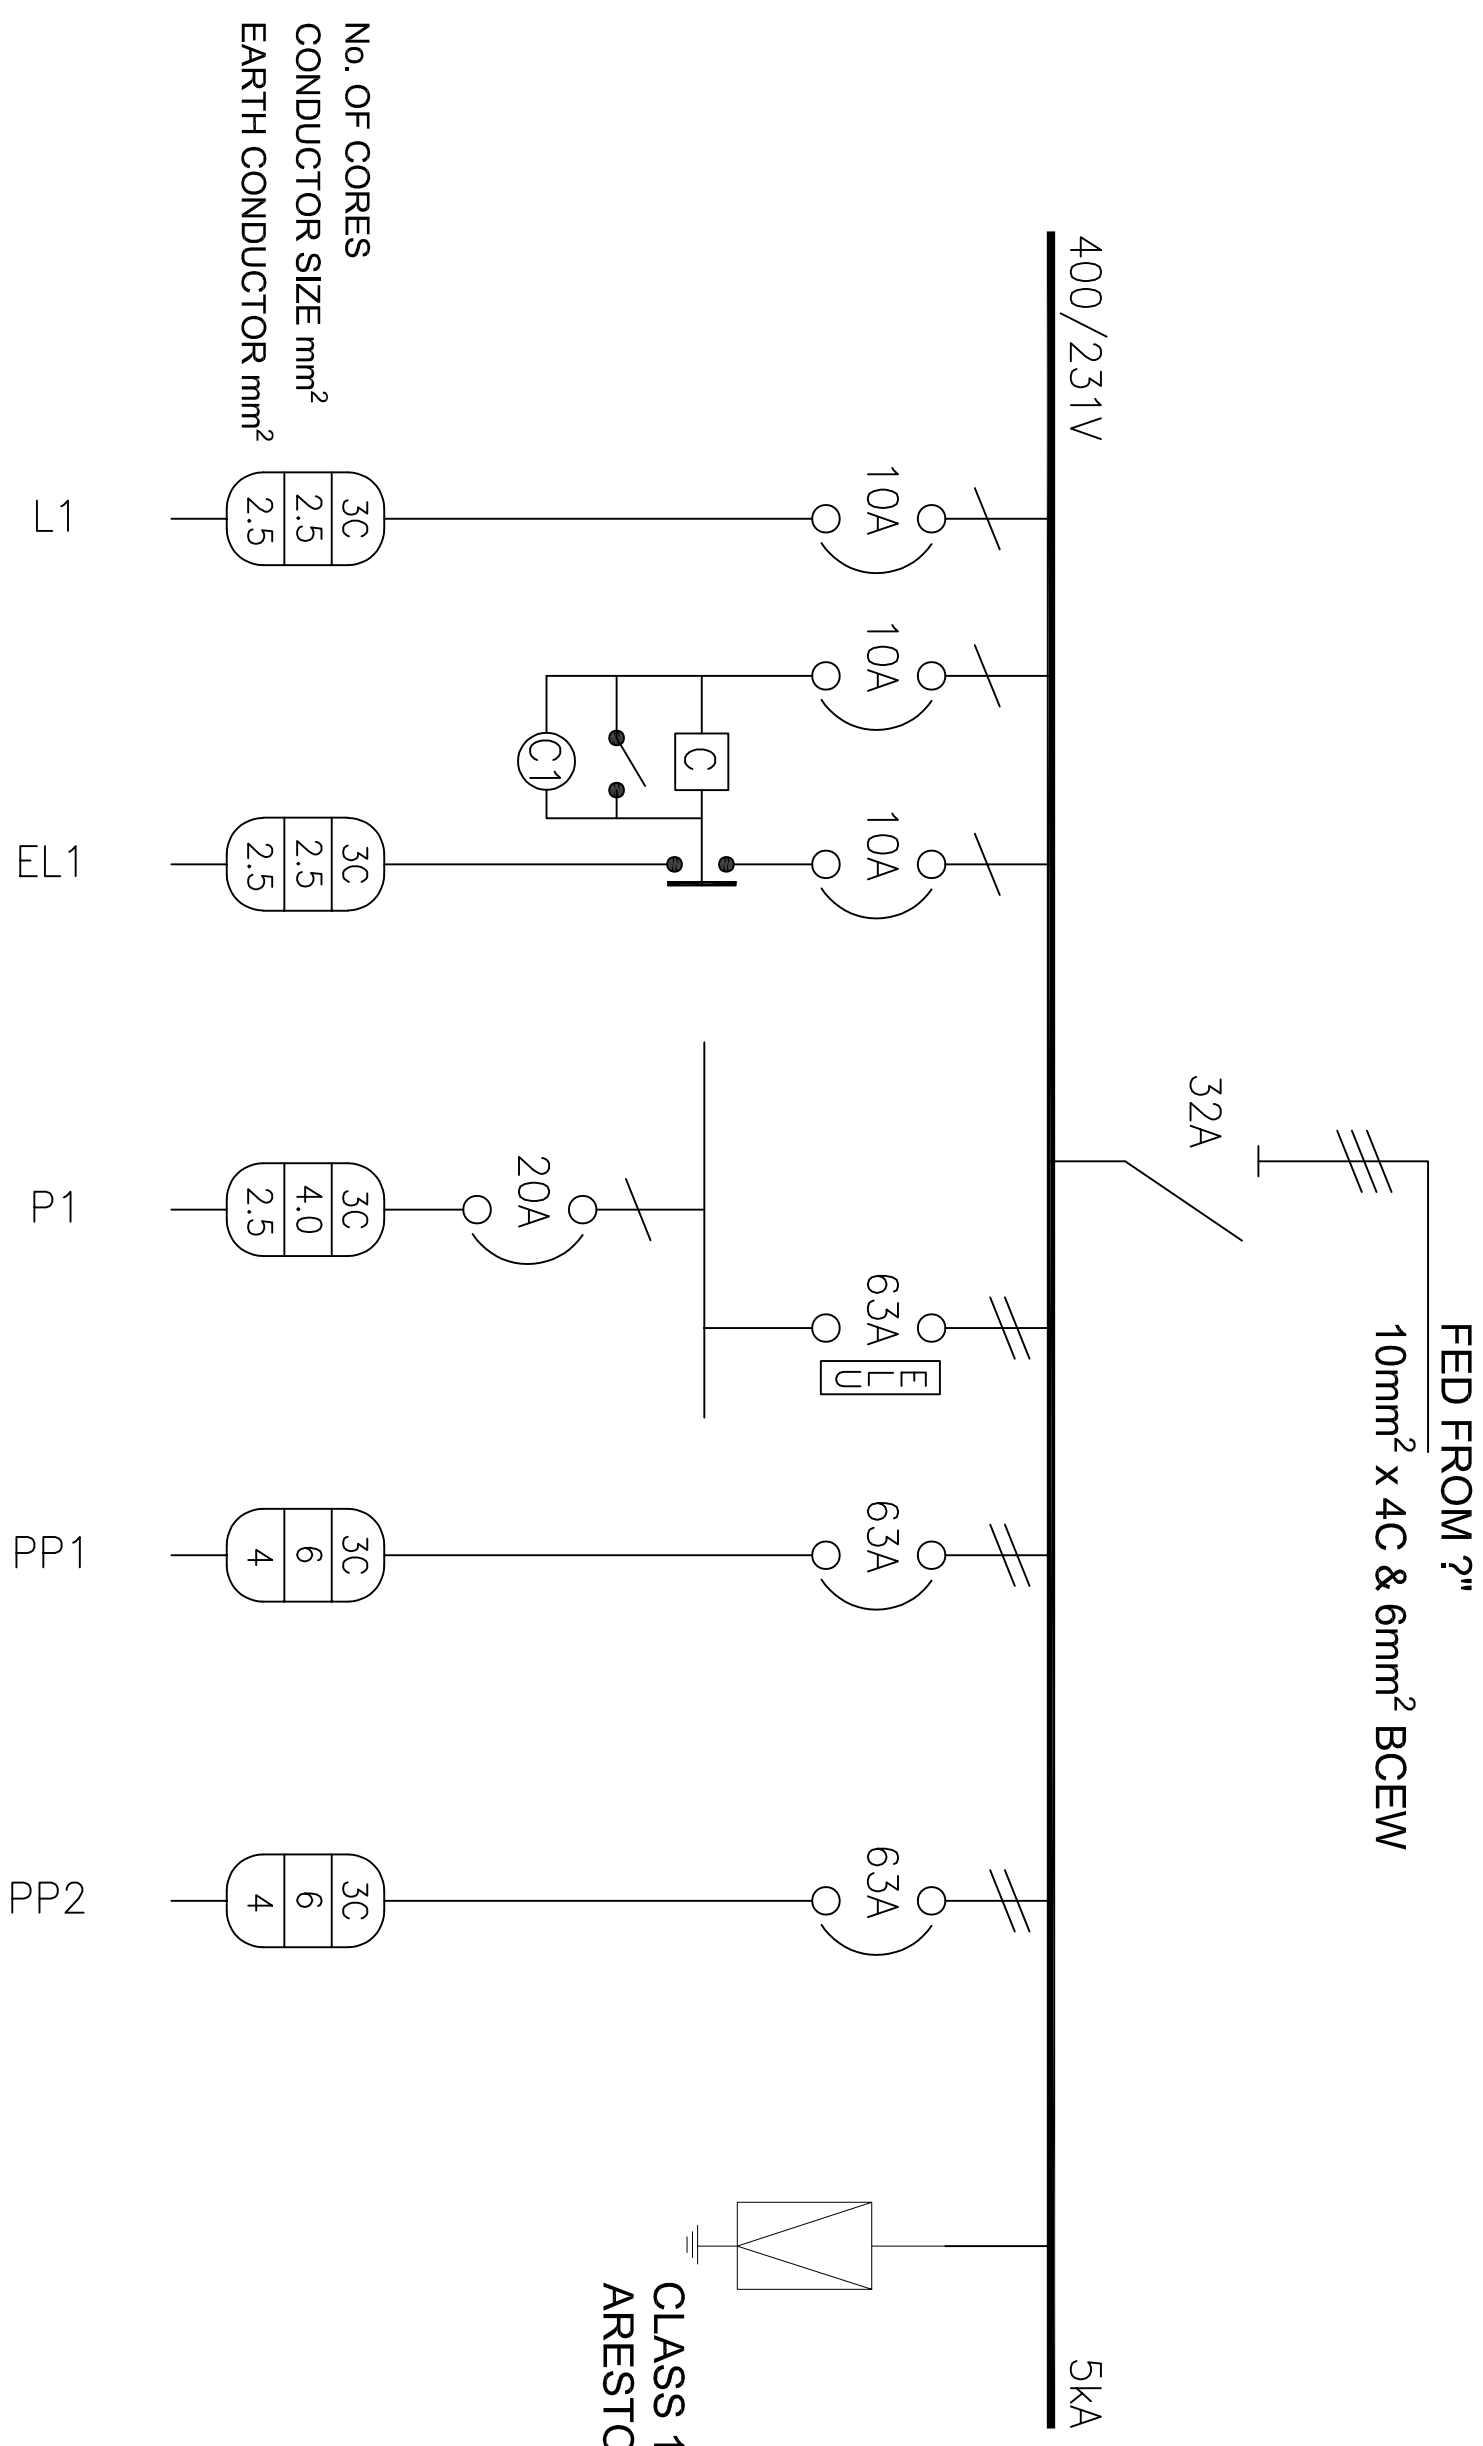 FED FROM ?"
10mm² x 4C & 6mm² BCEW
32A
400/231V
5kA
10A
10A
10A
63A
E
L
U
63A
63A
C
C1
20A
CLASS 1
No. OF CORES
CONDUCTOR SIZE mm²
EARTH CONDUCTOR mm²
3C
2.5
2.5
3C
2.5
2.5
3C
4.0
2.5
3C
6
4
3C
6
4
L1
EL1
P1
PP1
PP2